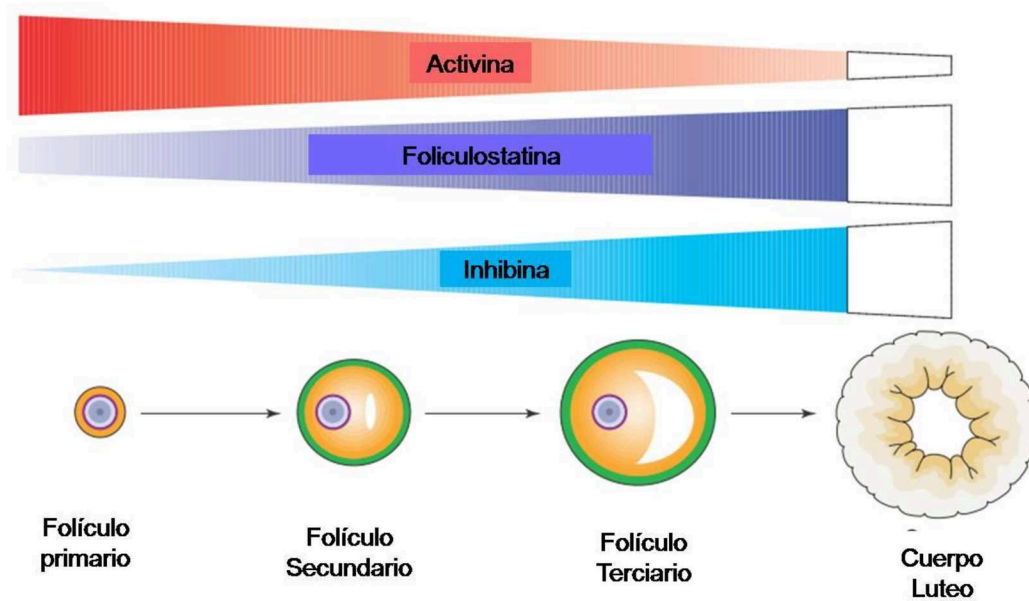 Activina
Foliculostatina
Inhibina
Folículo
primario
Folículo
Secundario
Folículo
Terciario
Cuerpo
Luteo